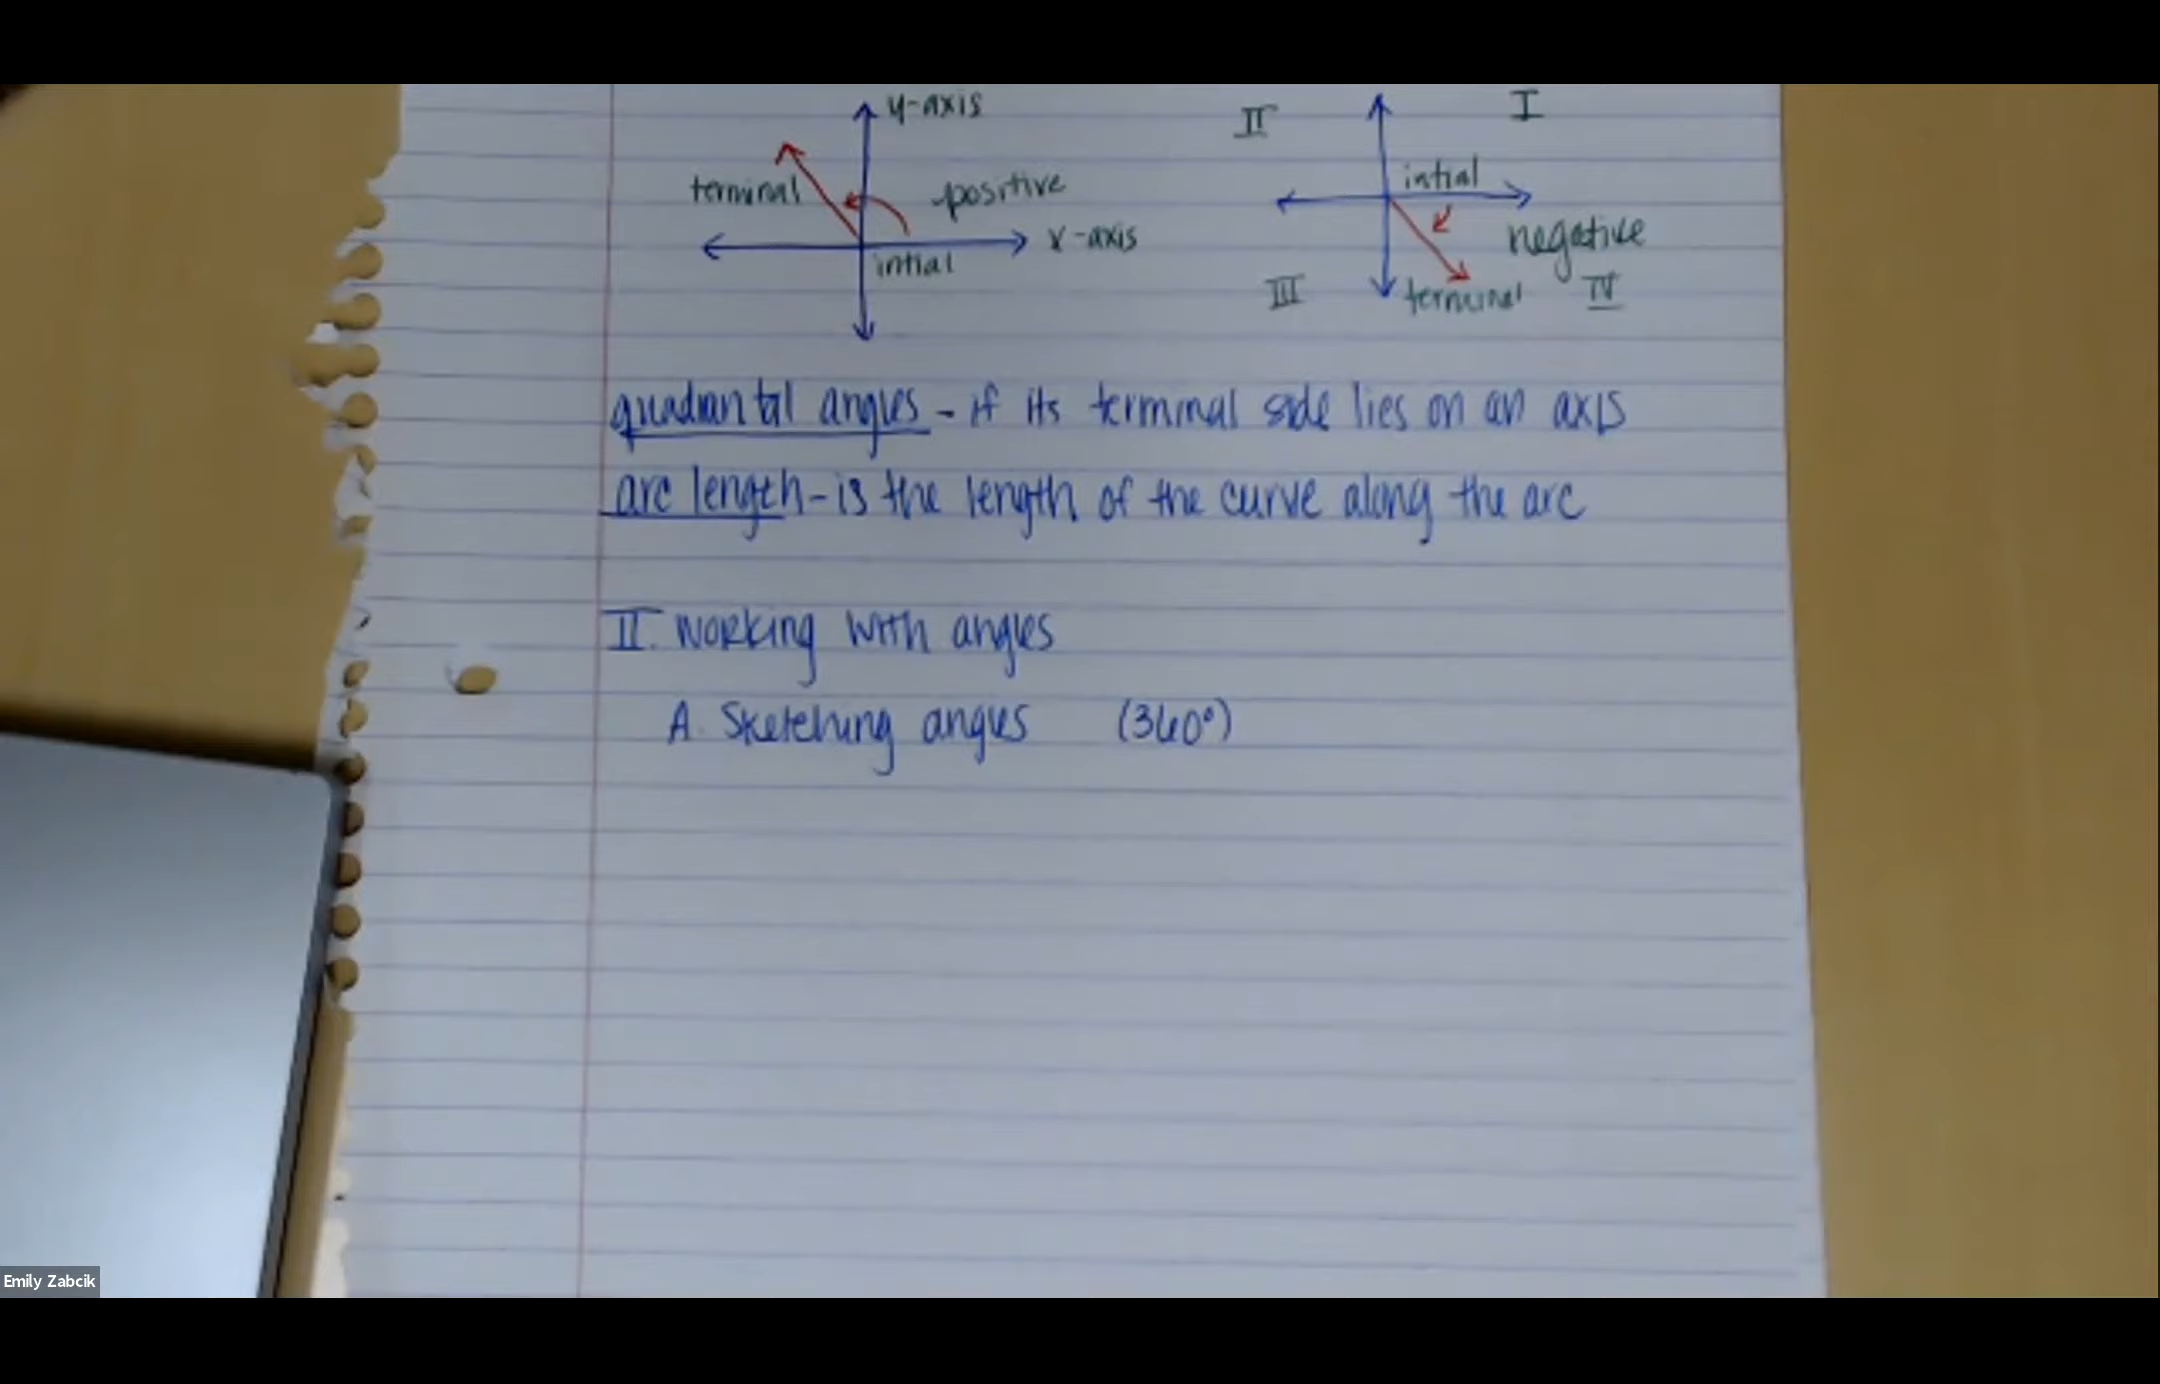 y-axis
II
I
terminal
positive
intial
x-axis
negative
intial
III
terminal
IV
quadrantal angles - if its terminal side lies on an axis
arc length - is the length of the curve along the arc
II. Working with angles
A. Sketching angles (360°)
Emily Zabcik